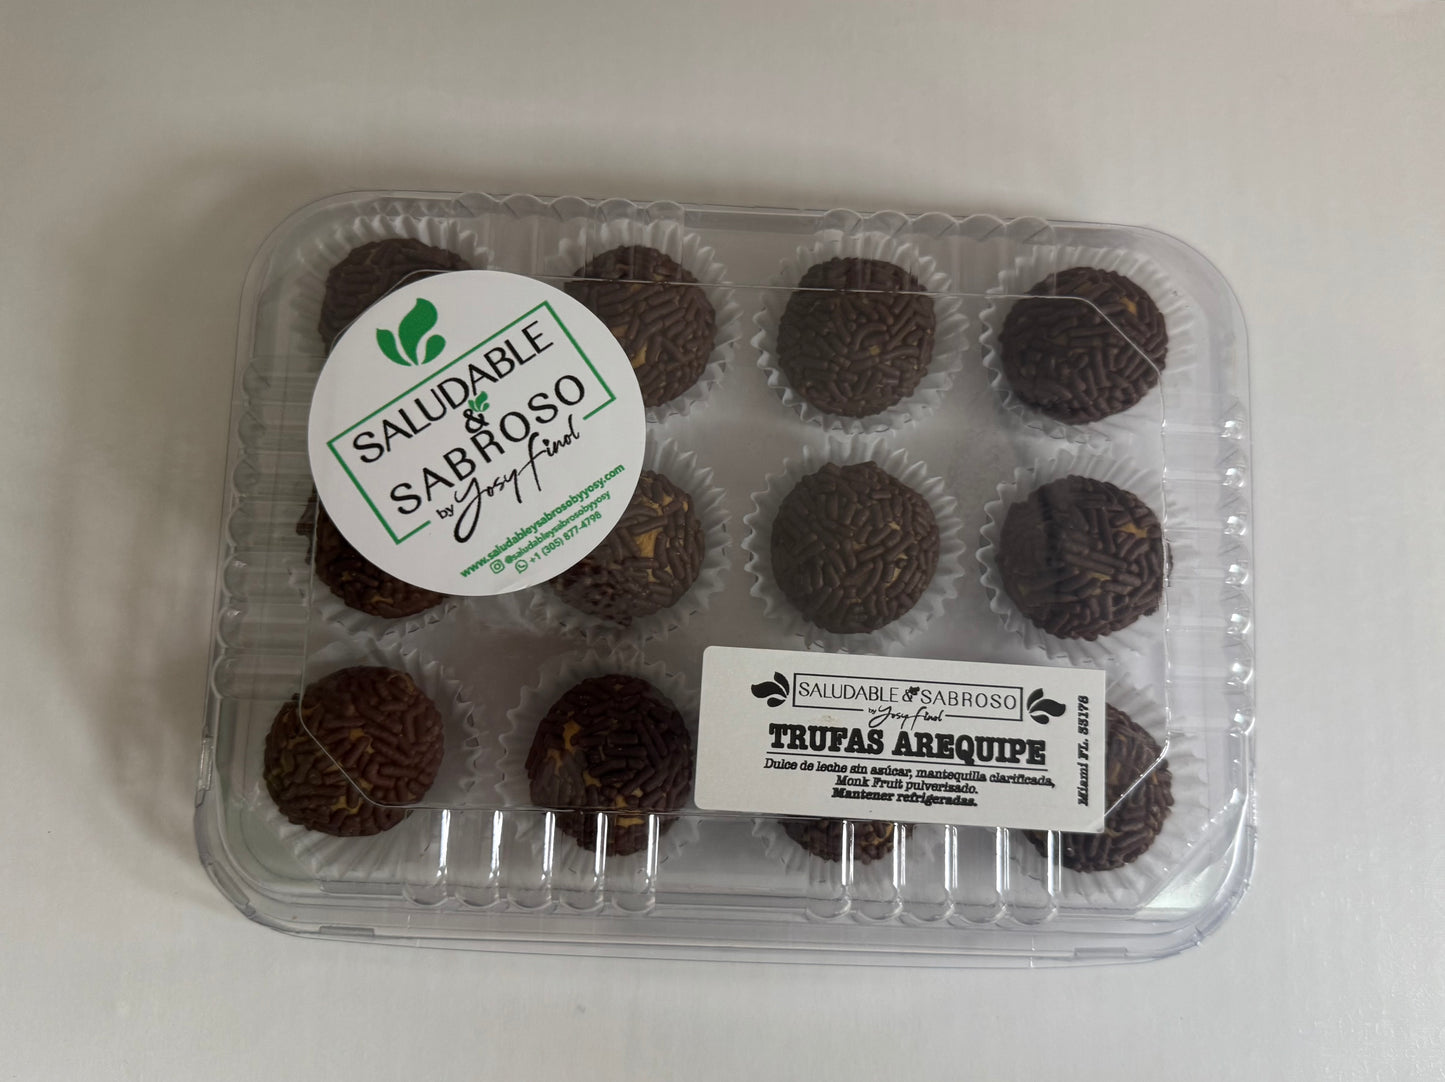 SALUDABLE
&
SABROSO
by Yosy Finol
www.saludableysabrosobyyosy.com
@saludableysabrosobyyosy
+1 (305) 877-4798
SALUDABLE & SABROSO
by Yosy Finol
TRUFAS AREQUIPE
Dulce de leche sin azúcar, mantequilla clarificada,
Monk Fruit pulverizado.
Mantener refrigeradas.
Miami FL. 33178